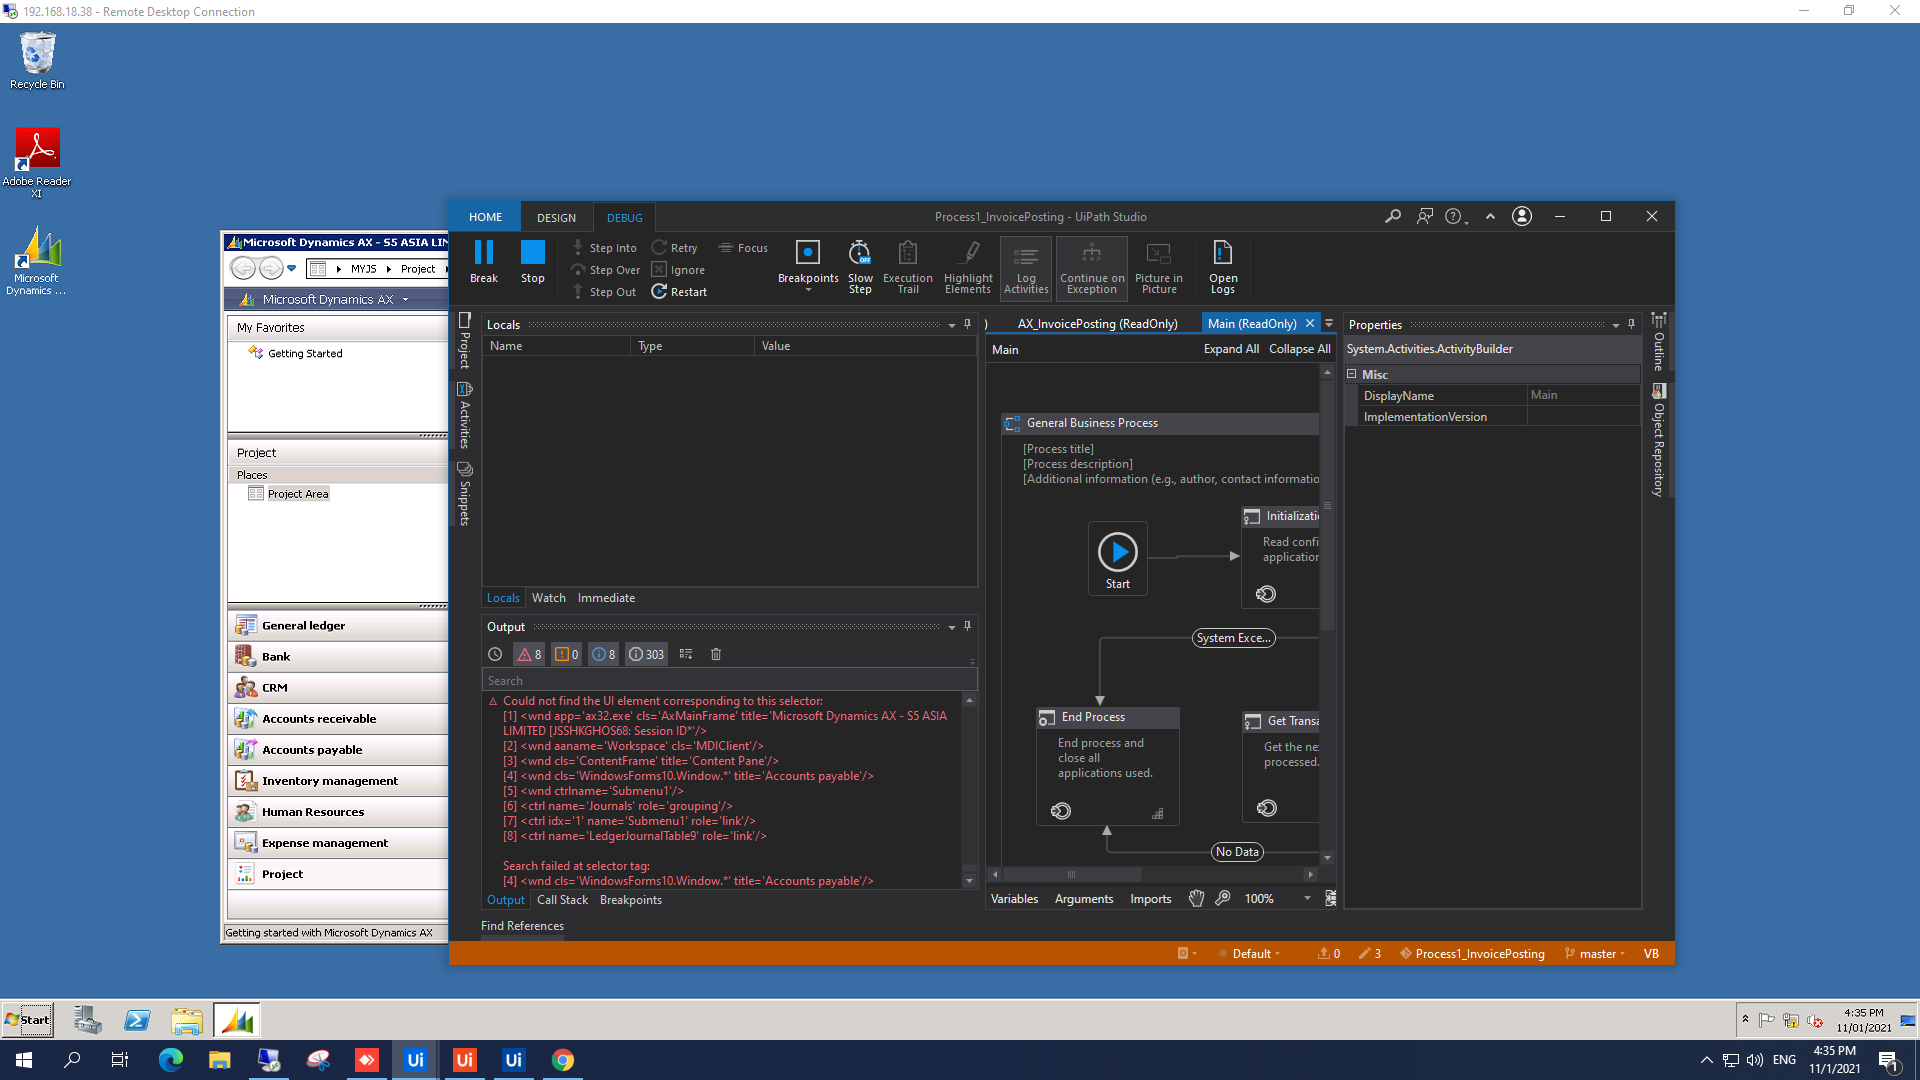 192.168.18.38 - Remote Desktop Connection
Recycle Bin
Adobe Reader
XI
Microsoft
Dynamics ...
Microsoft Dynamics AX - S5 ASIA LIM
MYJS
Project
Microsoft Dynamics AX
My Favorites
Getting Started
Project
Places
Project Area
General ledger
Bank
CRM
Accounts receivable
Accounts payable
Inventory management
Human Resources
Expense management
Project
Getting started with Microsoft Dynamics AX
HOME
DESIGN
DEBUG
Process1_InvoicePosting - UiPath Studio
Break
Stop
Step Into
Step Over
Step Out
Retry
Ignore
Restart
Focus
Breakpoints
Slow
Step
Execution
Trail
Highlight
Elements
Log
Activities
Continue on
Exception
Picture in
Picture
Open
Logs
Project
Activities
Snippets
Locals
Name
Type
Value
Locals
Watch
Immediate
Output
8
0
8
303
Search
Could not find the UI element corresponding to this selector:
[1] <wnd app='ax32.exe' cls='AxMainFrame' title='Microsoft Dynamics AX - S5 ASIA
LIMITED [JSSHKGHOS68: Session ID*'/>
[2] <wnd aaname='Workspace' cls='MDIClient'/>
[3] <wnd cls='ContentFrame' title='Content Pane'/>
[4] <wnd cls='WindowsForms10.Window.*' title='Accounts payable'/>
[5] <wnd ctrlname='Submenu1'/>
[6] <ctrl name='Journals' role='grouping'/>
[7] <ctrl idx='1' name='Submenu1' role='link'/>
[8] <ctrl name='LedgerJournalTable9' role='link'/>
Search failed at selector tag:
[4] <wnd cls='WindowsForms10.Window.*' title='Accounts payable'/>
Output
Call Stack
Breakpoints
Find References
)
AX_InvoicePosting (ReadOnly)
Main (ReadOnly)
Main
Expand All
Collapse All
General Business Process
[Process title]
[Process description]
[Additional information (e.g., author, contact informatio
Start
Initializatio
Read confi
application
System Exce...
End Process
End process and
close all
applications used.
Get Transa
Get the ne
processed.
No Data
Variables
Arguments
Imports
100%
Properties
System.Activities.ActivityBuilder
Misc
DisplayName
Main
ImplementationVersion
Outline
Object Repository
Default
0
3
Process1_InvoicePosting
master
VB
Start
4:35 PM
11/01/2021
Ui
Ui
Ui
ENG
4:35 PM
11/1/2021
1